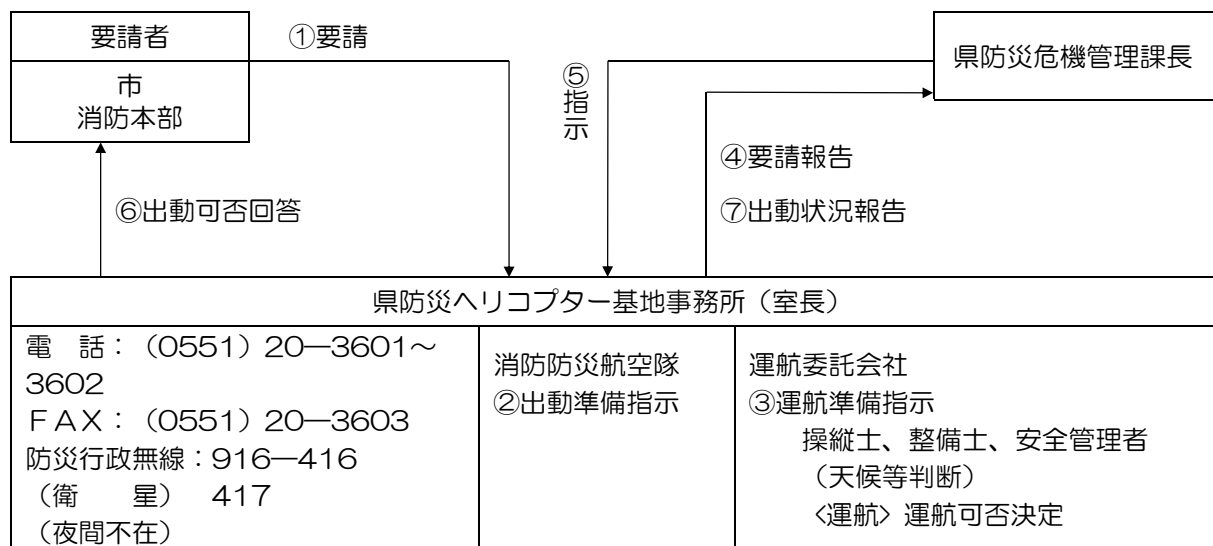 要請者
市
消防本部
①要請
⑤指示
県防災危機管理課長
④要請報告
⑦出動状況報告
⑥出動可否回答
県防災ヘリコプター基地事務所（室長）
電　話：（0551）20―3601～
3602
ＦＡＸ：（0551）20―3603
防災行政無線：916―416
（衛　　星）　417
（夜間不在）
消防防災航空隊
②出動準備指示
運航委託会社
③運航準備指示
操縦士、整備士、安全管理者
（天候等判断）
<運航> 運航可否決定